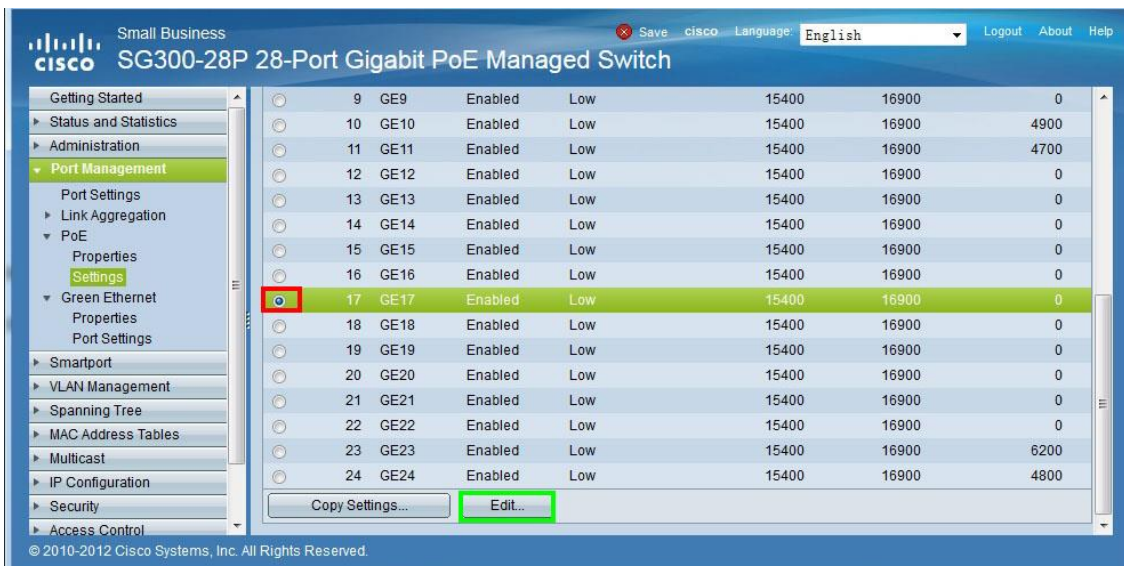 Small Business
cisco SG300-28P 28-Port Gigabit PoE Managed Switch
Save cisco Language: English Logout About Help
Getting Started
Status and Statistics
Administration
Port Management
Port Settings
Link Aggregation
PoE
Properties
Settings
Green Ethernet
Properties
Port Settings
Smartport
VLAN Management
Spanning Tree
MAC Address Tables
Multicast
IP Configuration
Security
Access Control
9 GE9 Enabled Low 15400 16900 0
10 GE10 Enabled Low 15400 16900 4900
11 GE11 Enabled Low 15400 16900 4700
12 GE12 Enabled Low 15400 16900 0
13 GE13 Enabled Low 15400 16900 0
14 GE14 Enabled Low 15400 16900 0
15 GE15 Enabled Low 15400 16900 0
16 GE16 Enabled Low 15400 16900 0
17 GE17 Enabled Low 15400 16900 0
18 GE18 Enabled Low 15400 16900 0
19 GE19 Enabled Low 15400 16900 0
20 GE20 Enabled Low 15400 16900 0
21 GE21 Enabled Low 15400 16900 0
22 GE22 Enabled Low 15400 16900 0
23 GE23 Enabled Low 15400 16900 6200
24 GE24 Enabled Low 15400 16900 4800
Copy Settings... Edit...
© 2010-2012 Cisco Systems, Inc. All Rights Reserved.